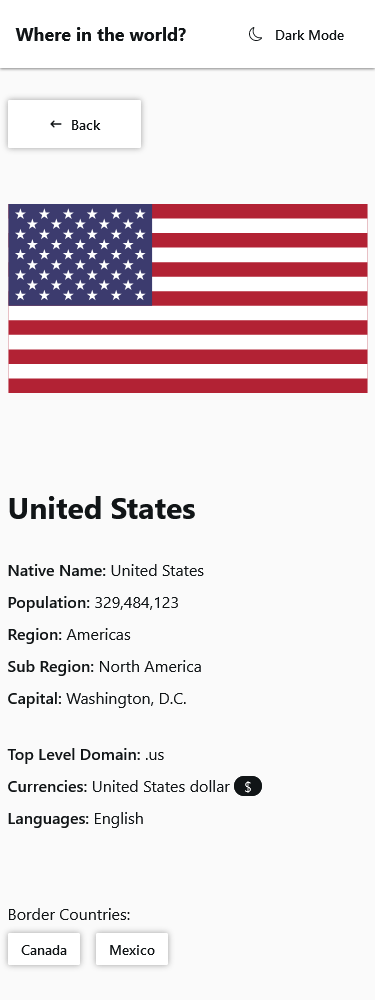 Where in the world?
Dark Mode
← Back
United States
Native Name: United States
Population: 329,484,123
Region: Americas
Sub Region: North America
Capital: Washington, D.C.
Top Level Domain: .us
Currencies: United States dollar $
Languages: English
Border Countries:
Canada
Mexico